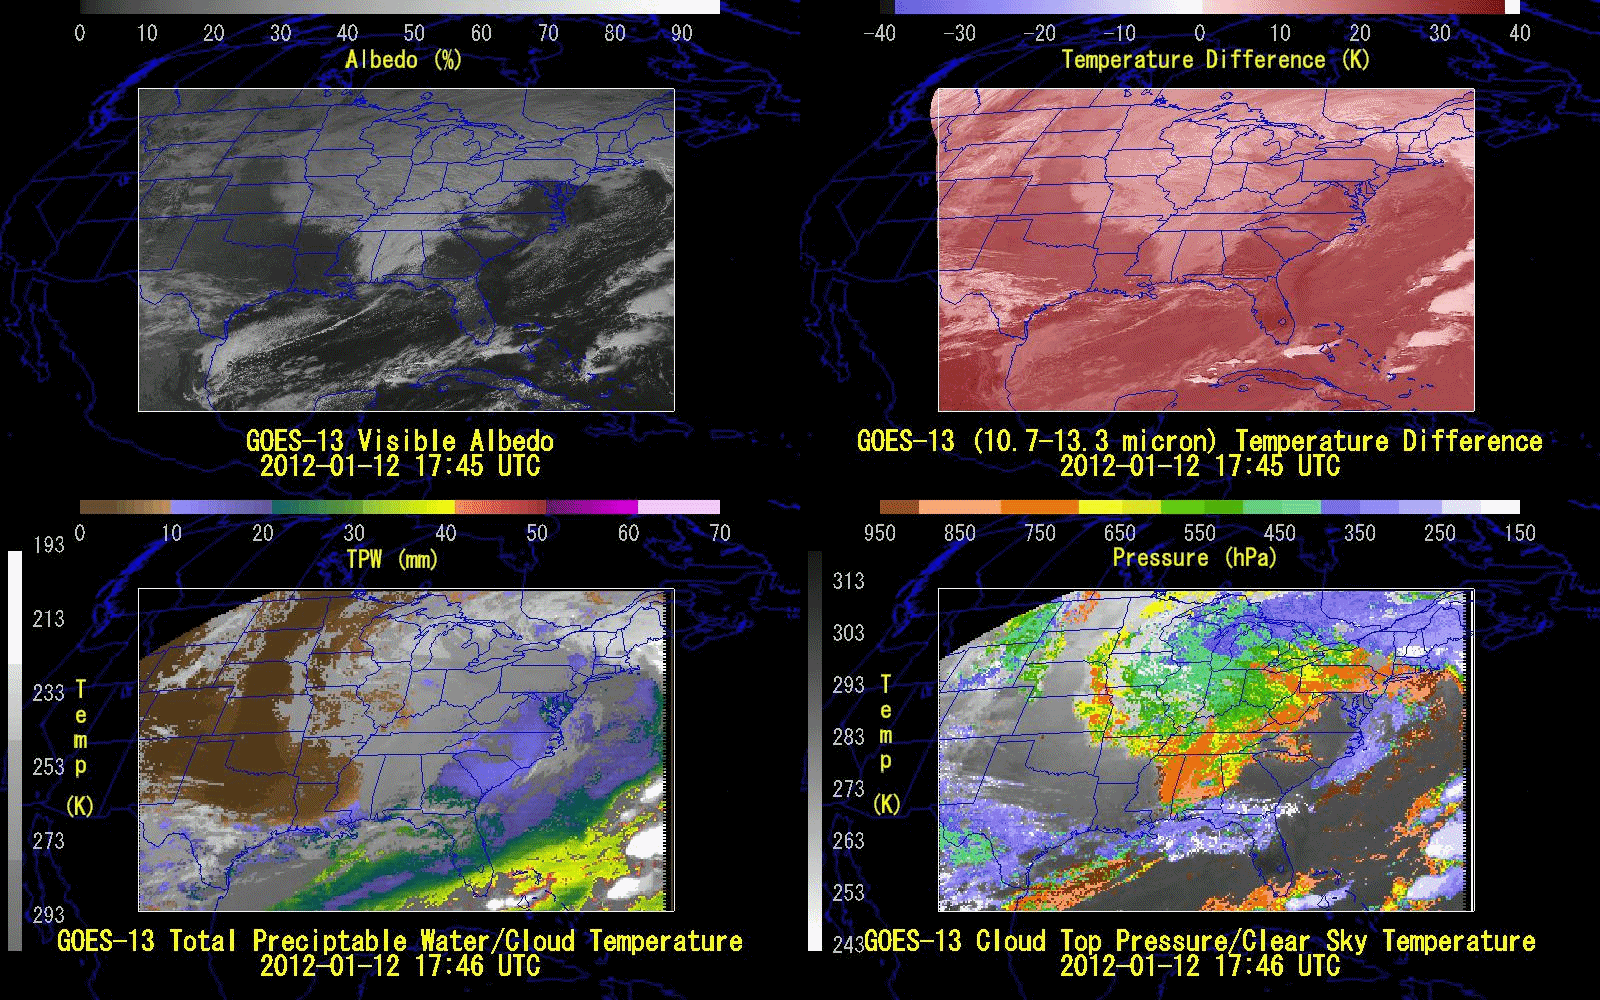 0 10 20 30 40 50 60 70 80 90
Albedo (%)
GOES-13 Visible Albedo
2012-01-12 17:45 UTC
-40 -30 -20 -10 0 10 20 30 40
Temperature Difference (K)
GOES-13 (10.7-13.3 micron) Temperature Difference
2012-01-12 17:45 UTC
0 10 20 30 40 50 60 70
TPW (mm)
193
213
233
253
273
293
Temp (K)
GOES-13 Total Preciptable Water/Cloud Temperature
2012-01-12 17:46 UTC
950 850 750 650 550 450 350 250 150
Pressure (hPa)
313
303
293
283
273
263
253
243
Temp (K)
GOES-13 Cloud Top Pressure/Clear Sky Temperature
2012-01-12 17:46 UTC